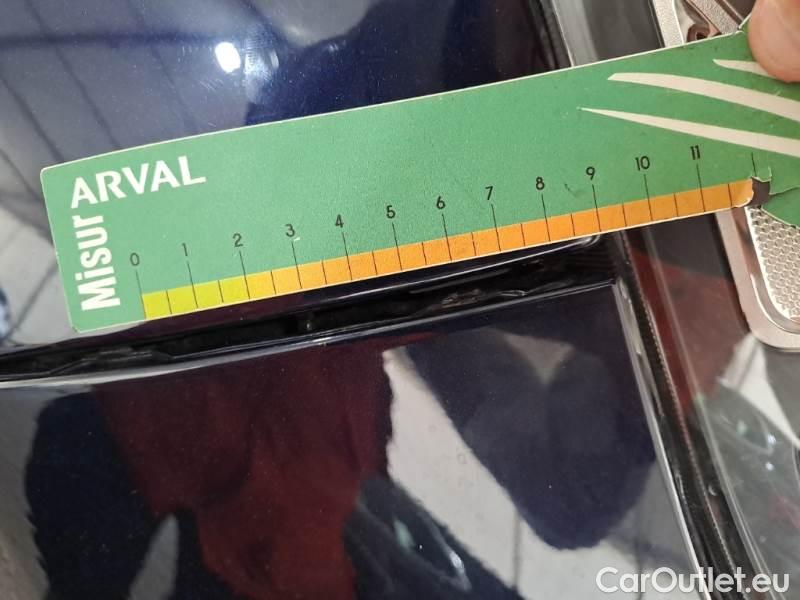 ARVAL
Misur
0 1 2 3 4 5 6 7 8 9 10 11
CarOutlet.eu